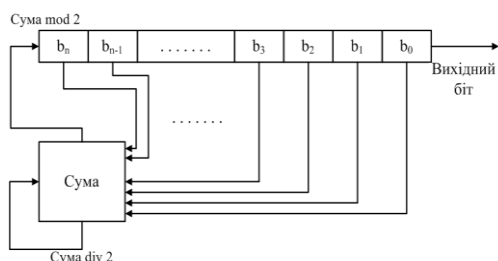 Сума mod 2
bn bn-1 . . . . . . . b3 b2 b1 b0
Вихідний
біт
. . . . . . .
Сума
Сума div 2